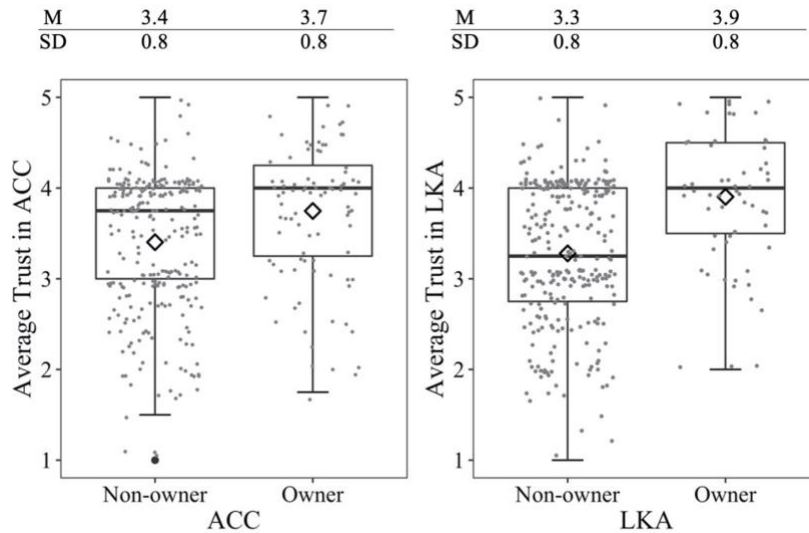 M 3.4 3.7
SD 0.8 0.8
Average Trust in ACC
5
4
3
2
1
Non-owner Owner
ACC
M 3.3 3.9
SD 0.8 0.8
Average Trust in LKA
5
4
3
2
1
Non-owner Owner
LKA